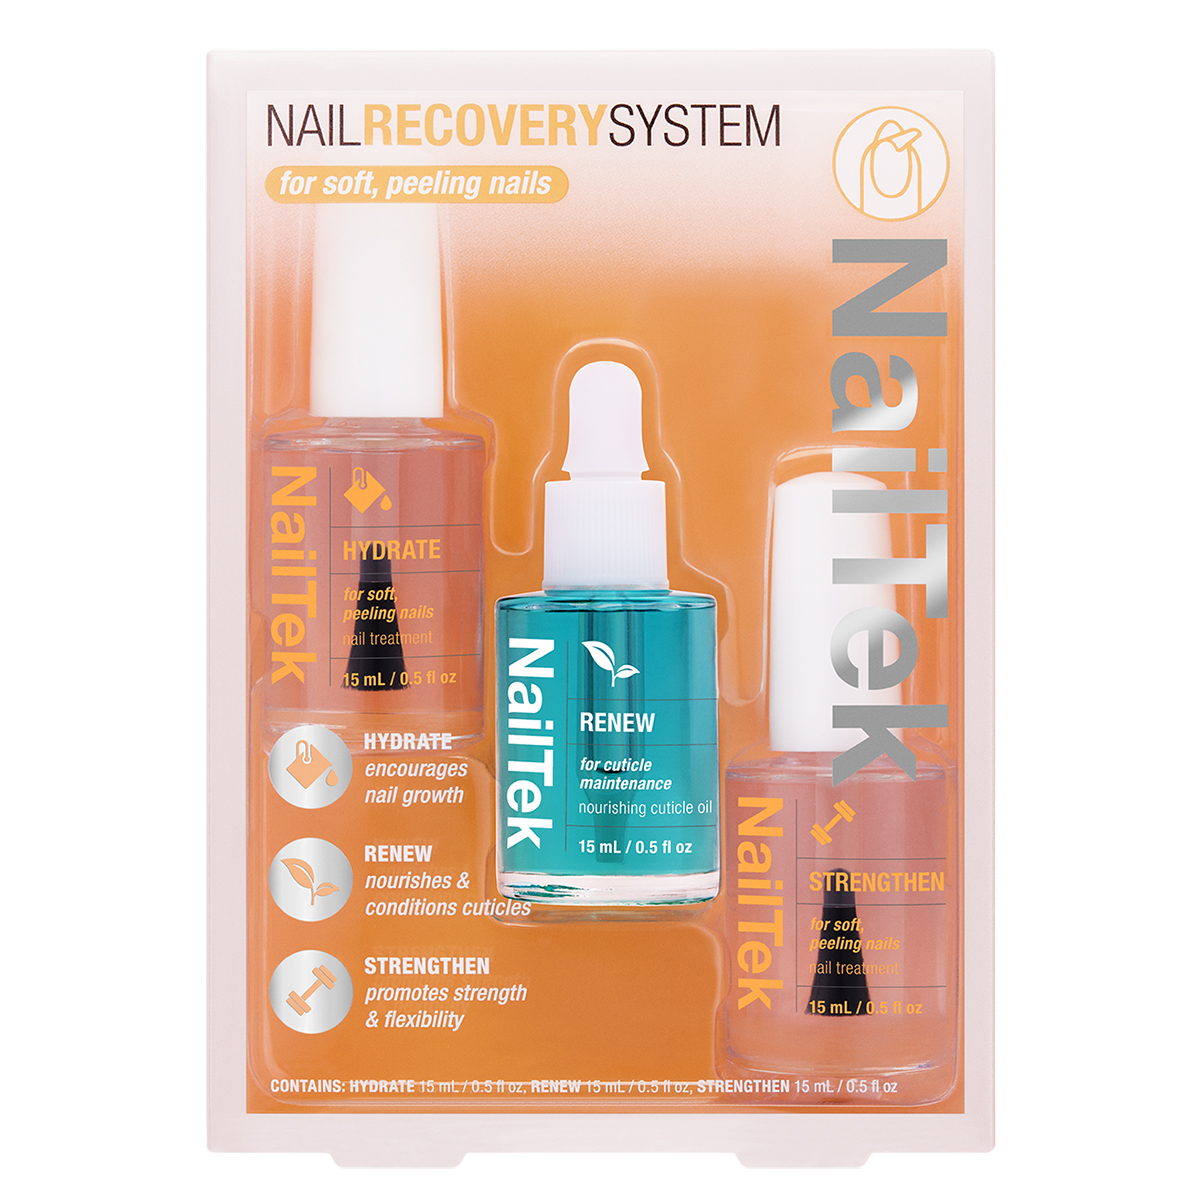 NAILRECOVERYSYSTEM
for soft, peeling nails
NailTek
NailTek
HYDRATE
for soft,
peeling nails
nail treatment
15 mL / 0.5 fl oz
NailTek
RENEW
for cuticle
maintenance
nourishing cuticle oil
15 mL / 0.5 fl oz
NailTek
STRENGTHEN
for soft,
peeling nails
nail treatment
15 mL / 0.5 fl oz
HYDRATE
encourages
nail growth
RENEW
nourishes &
conditions cuticles
STRENGTHEN
promotes strength
& flexibility
CONTAINS: HYDRATE 15 mL / 0.5 fl oz, RENEW 15 mL / 0.5 fl oz, STRENGTHEN 15 mL / 0.5 fl oz